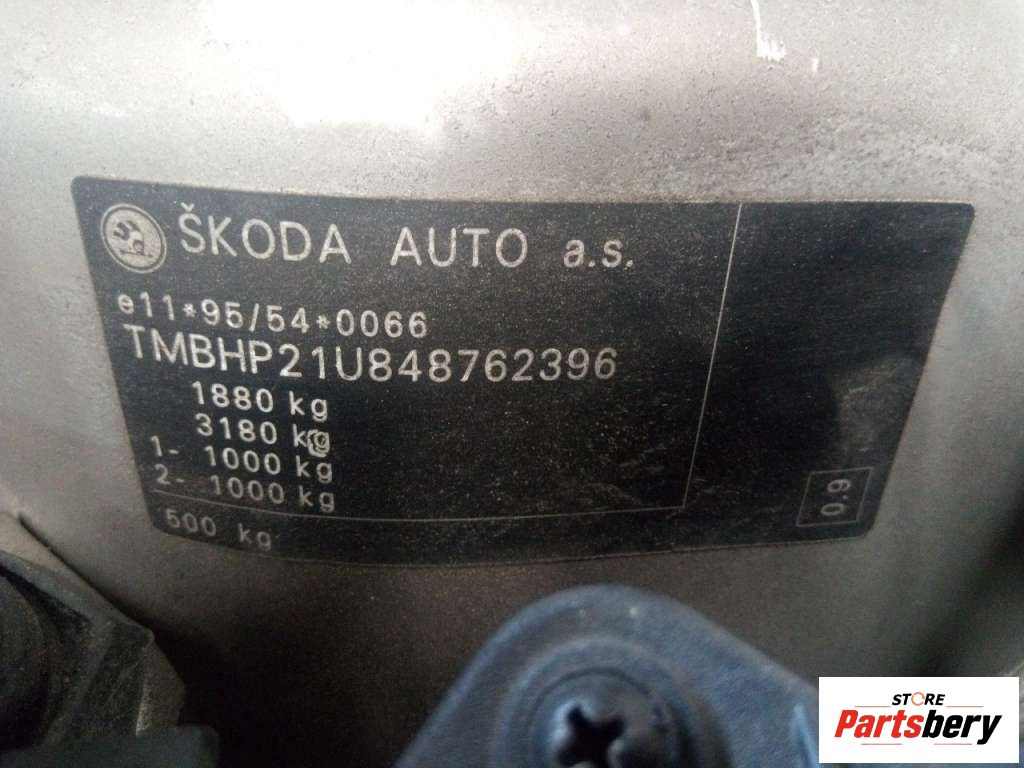 ŠKODA AUTO a.s.
e11*95/54*0066
TMBHP21U848762396
1880 kg
3180 kg
1- 1000 kg
2- 1000 kg
500 kg
0.9
STORE
Partsbery